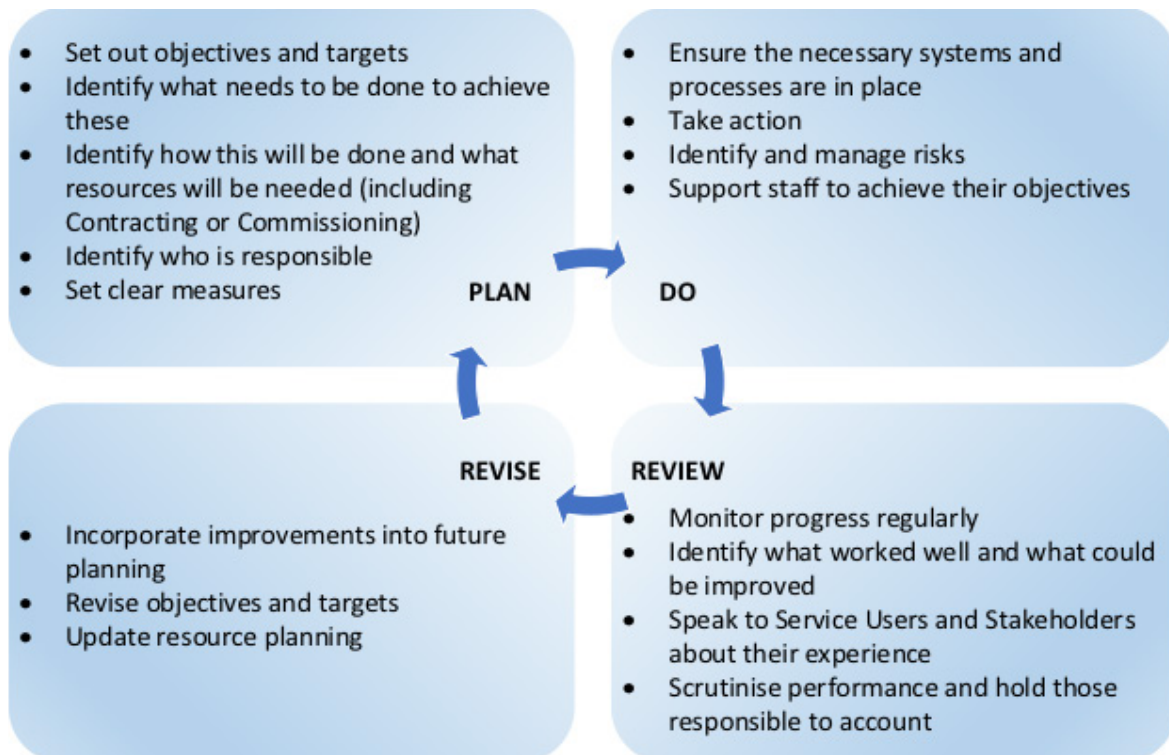 • Set out objectives and targets
• Identify what needs to be done to achieve
these
• Identify how this will be done and what
resources will be needed (including
Contracting or Commissioning)
• Identify who is responsible
• Set clear measures
PLAN
• Ensure the necessary systems and
processes are in place
• Take action
• Identify and manage risks
• Support staff to achieve their objectives
DO
REVIEW
• Monitor progress regularly
• Identify what worked well and what could
be improved
• Speak to Service Users and Stakeholders
about their experience
• Scrutinise performance and hold those
responsible to account
REVISE
• Incorporate improvements into future
planning
• Revise objectives and targets
• Update resource planning